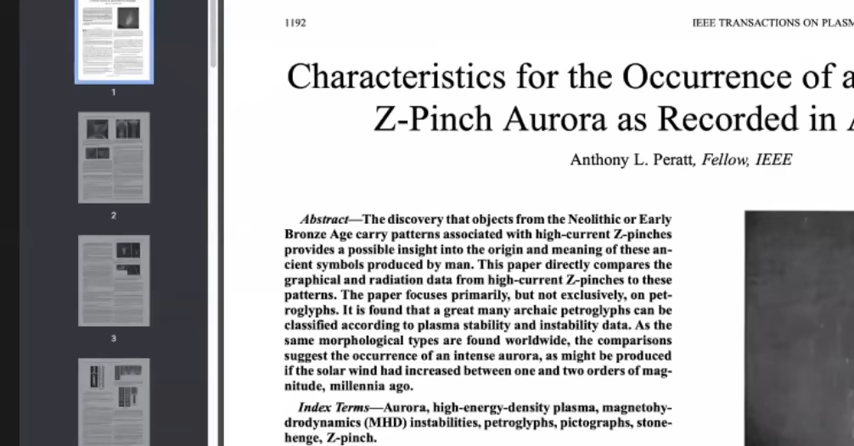 1192
IEEE TRANSACTIONS ON PLASM
Characteristics for the Occurrence of a
Z-Pinch Aurora as Recorded in A
Anthony L. Peratt, Fellow, IEEE
Abstract—The discovery that objects from the Neolithic or Early
Bronze Age carry patterns associated with high-current Z-pinches
provides a possible insight into the origin and meaning of these an-
cient symbols produced by man. This paper directly compares the
graphical and radiation data from high-current Z-pinches to these
patterns. The paper focuses primarily, but not exclusively, on pet-
roglyphs. It is found that a great many archaic petroglyphs can be
classified according to plasma stability and instability data. As the
same morphological types are found worldwide, the comparisons
suggest the occurrence of an intense aurora, as might be produced
if the solar wind had increased between one and two orders of mag-
nitude, millennia ago.
Index Terms—Aurora, high-energy-density plasma, magnetohy-
drodynamics (MHD) instabilities, petroglyphs, pictographs, stone-
henge, Z-pinch.
1
2
3